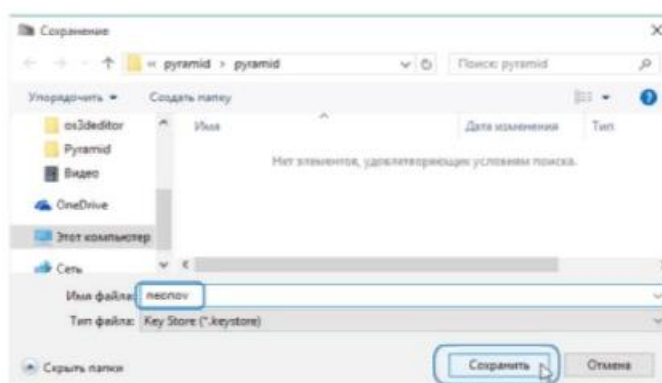 Сохранение
« pyramid > pyramid
Поиск: pyramid
Упорядочить
Создать папку
os3deditor
Pyramid
Видео
OneDrive
Этот компьютер
Сеть
Имя
Дата изменения
Тип
Нет элементов, удовлетворяющих условиям поиска.
Имя файла: neonov
Тип файла: Key Store (*.keystore)
Скрыть папки
Сохранить
Отмена